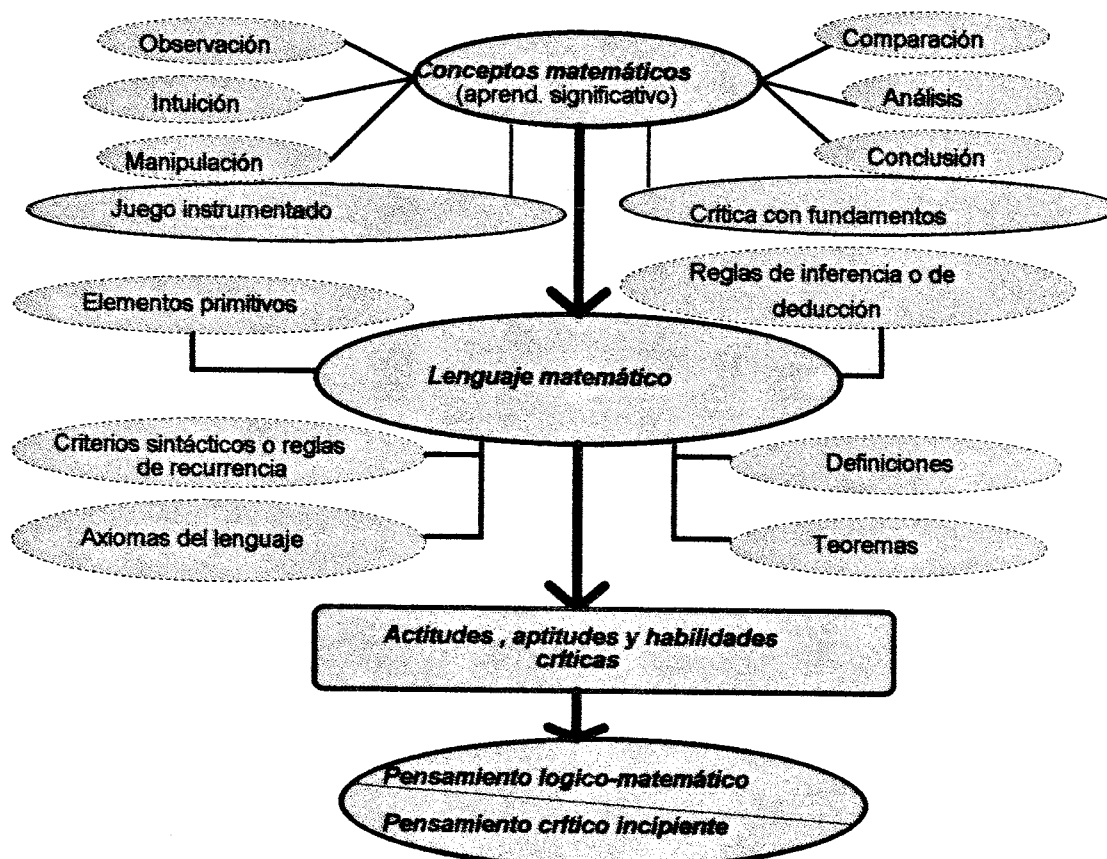 Observación
Intuición
Manipulación
Conceptos matemáticos
(aprend. significativo)
Comparación
Análisis
Conclusión
Juego instrumentado
Crítica con fundamentos
Elementos primitivos
Reglas de inferencia o de
deducción
Lenguaje matemático
Criterios sintácticos o reglas
de recurrencia
Axiomas del lenguaje
Definiciones
Teoremas
Actitudes , aptitudes y habilidades
críticas
Pensamiento logico-matemático
Pensamiento crítico incipiente